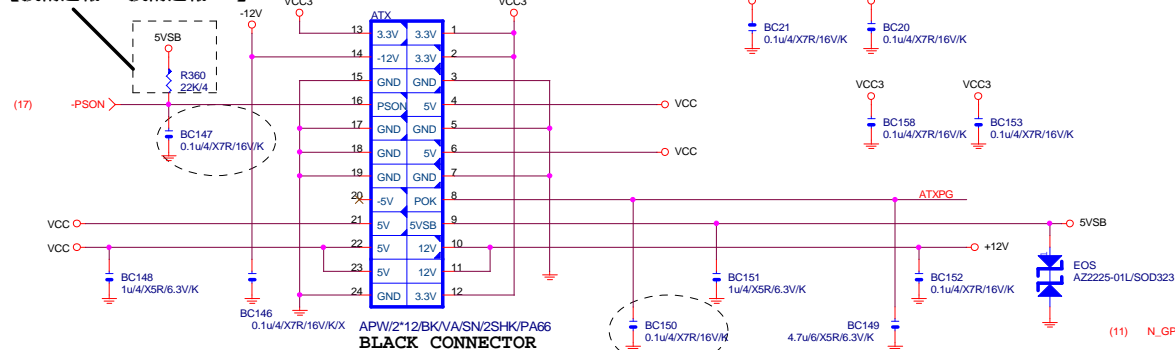 -12V
VCC3
VCC3
ATX
5VSB
R360
22K/4
(17)
-PSON
BC147
0.1u/4/X7R/16V/K
13 3.3V 3.3V 1
14 -12V 3.3V 2
15 GND GND 3
16 PSON 5V 4
17 GND GND 5
18 GND 5V 6
19 GND GND 7
20 -5V POK 8
21 5V 5VSB 9
22 5V 12V 10
23 5V 12V 11
24 GND 3.3V 12
VCC
VCC
ATXPG
5VSB
+12V
VCC
VCC
BC148
1u/4/X5R/6.3V/K
BC146
0.1u/4/X7R/16V/K/X
APW/2*12/BK/VA/SN/2SHK/PA66
BLACK CONNECTOR
BC150
0.1u/4/X7R/16V/K
BC151
1u/4/X5R/6.3V/K
BC149
4.7u/6/X5R/6.3V/K
BC152
0.1u/4/X7R/16V/K
EOS
AZ2225-01L/SOD323
BC21
0.1u/4/X7R/16V/K
BC20
0.1u/4/X7R/16V/K
VCC3
BC158
0.1u/4/X7R/16V/K
VCC3
BC153
0.1u/4/X7R/16V/K
(11) N_GP